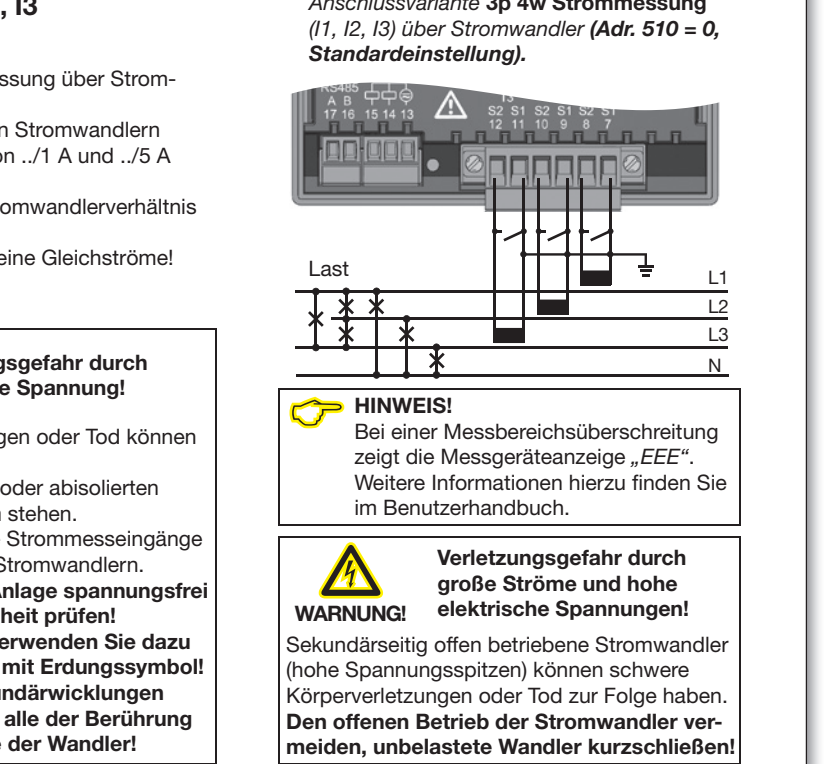 , I3
ssung über Strom-
n Stromwandlern
on ../1 A und ../5 A
omwandlerverhältnis
eine Gleichströme!
gsgefahr durch
e Spannung!
gen oder Tod können
oder abisolierten
n stehen.
Strommesseingänge
Stromwandlern.
Anlage spannungsfrei
heit prüfen!
erwenden Sie dazu
mit Erdungssymbol!
undärwicklungen
alle der Berührung
e der Wandler!
Anschlussvariante 3p 4w Strommessung
(I1, I2, I3) über Stromwandler (Adr. 510 = 0,
Standardeinstellung).
RS485
A B
17 16 15 14 13
S2 S1 S2 S1 S2 S1
12 11 10 9 8 7
Last
L1
L2
L3
N
HINWEIS!
Bei einer Messbereichsüberschreitung
zeigt die Messgeräteanzeige „EEE“.
Weitere Informationen hierzu finden Sie
im Benutzerhandbuch.
WARNUNG!
Verletzungsgefahr durch
große Ströme und hohe
elektrische Spannungen!
Sekundärseitig offen betriebene Stromwandler
(hohe Spannungsspitzen) können schwere
Körperverletzungen oder Tod zur Folge haben.
Den offenen Betrieb der Stromwandler ver-
meiden, unbelastete Wandler kurzschließen!